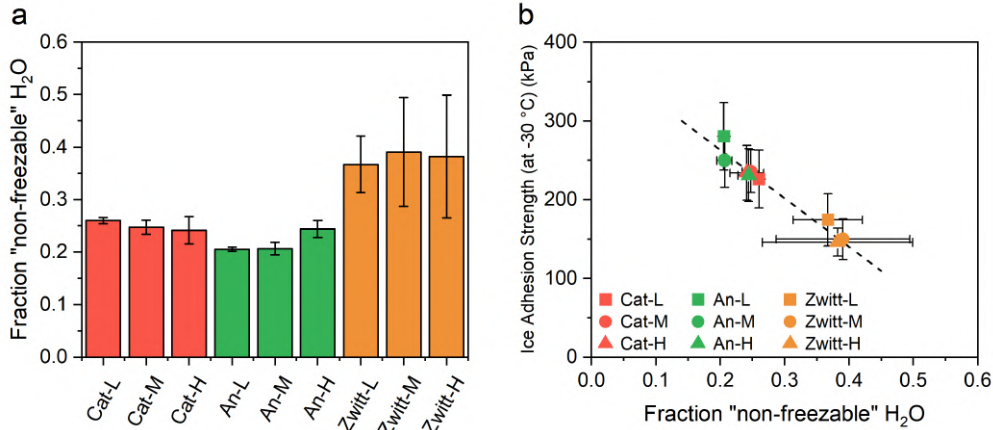 a
Fraction "non-freezable" H₂O
0.6
0.5
0.4
0.3
0.2
0.1
0.0
Cat-L
Cat-M
Cat-H
An-L
An-M
An-H
Zwitt-L
Zwitt-M
Zwitt-H
b
Ice Adhesion Strength (at -30 °C) (kPa)
400
300
200
100
0
Cat-L An-L Zwitt-L
Cat-M An-M Zwitt-M
Cat-H An-H Zwitt-H
0.0 0.1 0.2 0.3 0.4 0.5 0.6
Fraction "non-freezable" H₂O